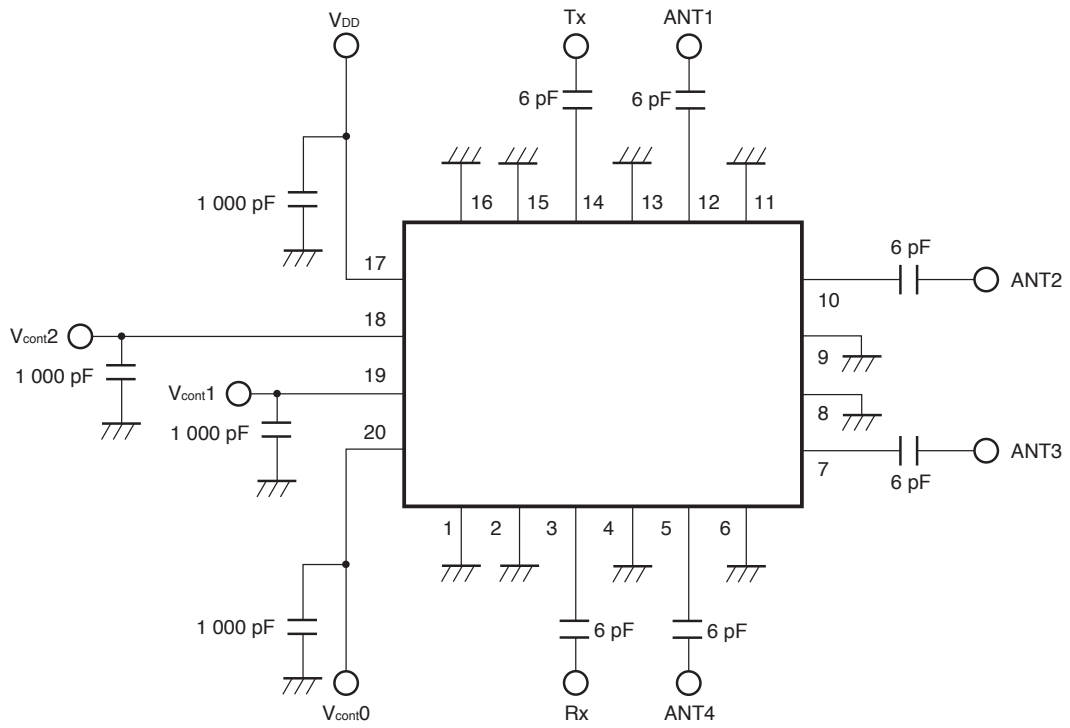 VDD
Tx
ANT1
6 pF
6 pF
1 000 pF
16
15
14
13
12
11
17
6 pF
10
ANT2
18
Vcont2
1 000 pF
9
19
Vcont1
1 000 pF
8
20
7
6 pF
ANT3
1
2
3
4
5
6
1 000 pF
6 pF
6 pF
Vcont0
Rx
ANT4